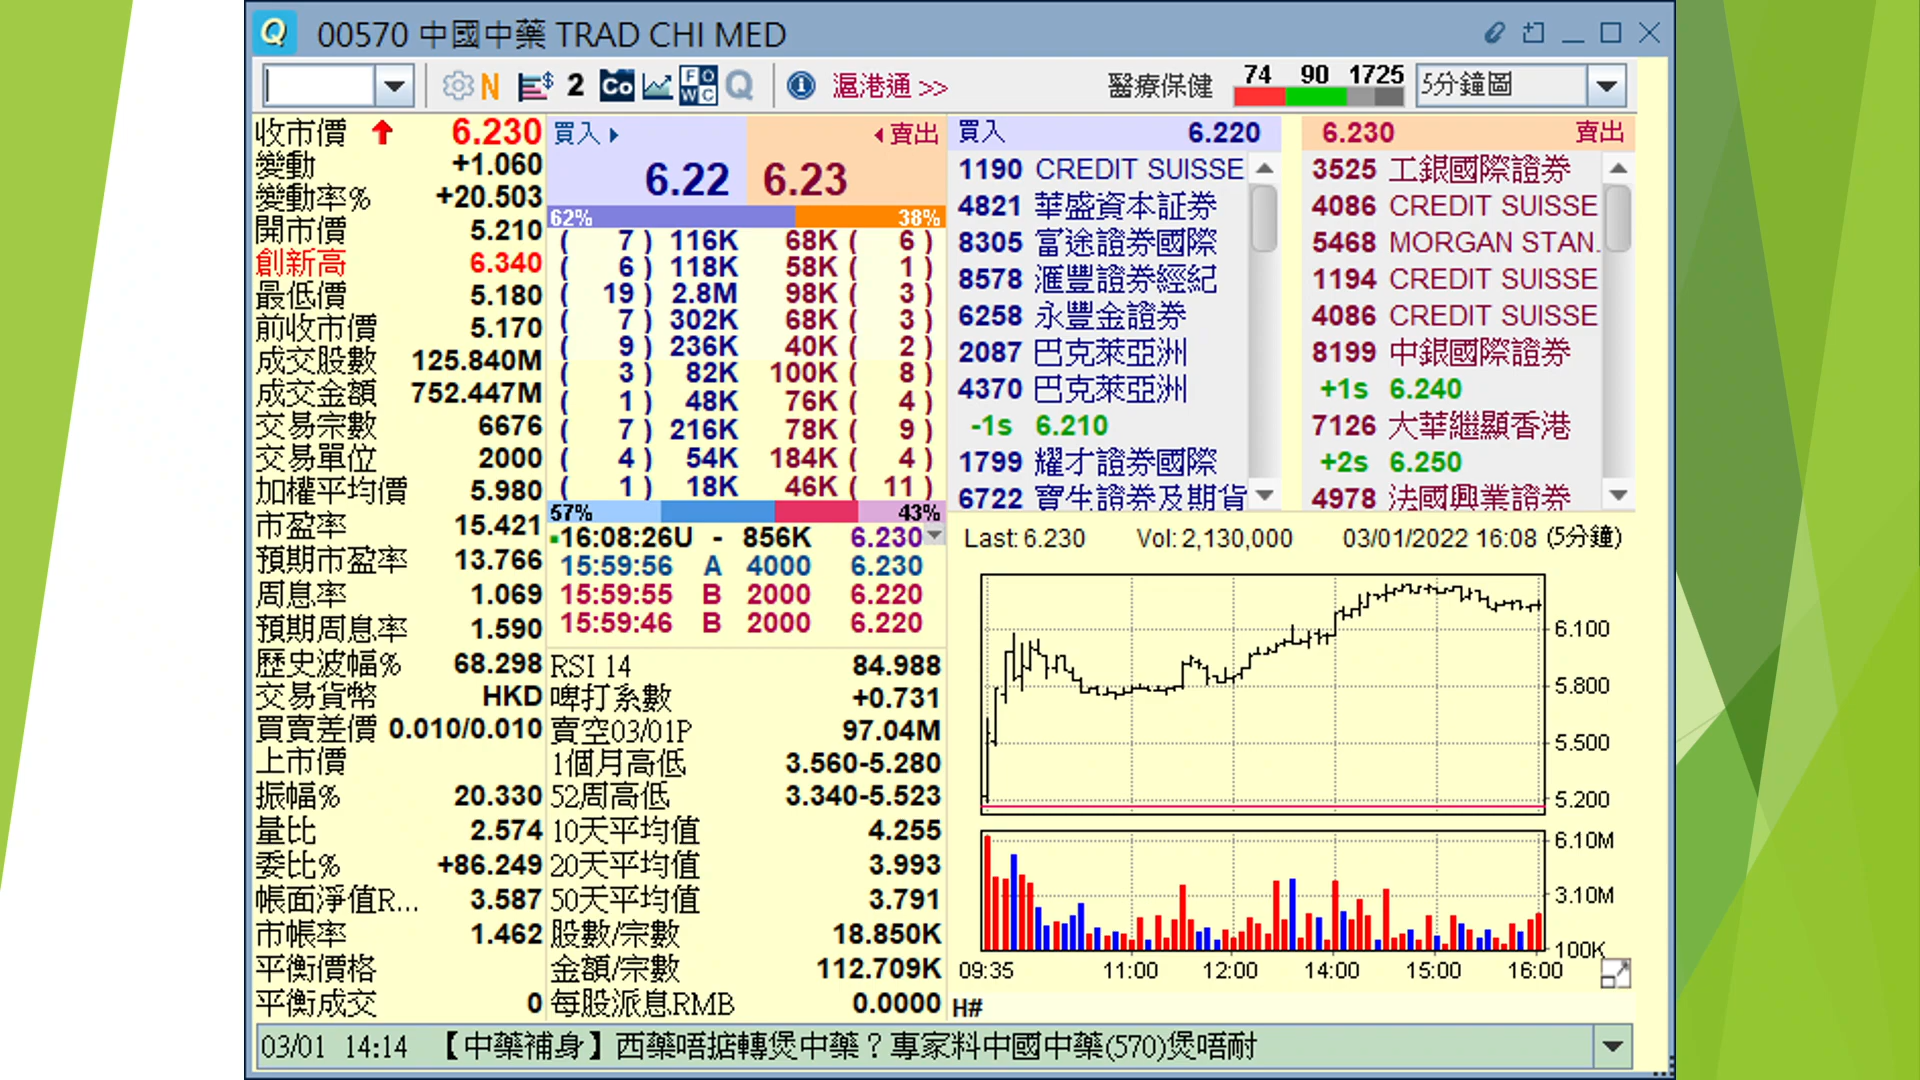 00570 中國中藥 TRAD CHI MED
N 2 Co FO WC Q 滬港通 >> 醫療保健 74 90 1725 5分鐘圖
收市價 6.230
變動 +1.060
變動率% +20.503
開市價 5.210
創新高 6.340
最低價 5.180
前收市價 5.170
成交股數 125.840M
成交金額 752.447M
交易宗數 6676
交易單位 2000
加權平均價 5.980
市盈率 15.421
預期市盈率 13.766
周息率 1.069
預期周息率 1.590
歷史波幅% 68.298
交易貨幣 HKD
買賣差價 0.010/0.010
上市價
振幅% 20.330
量比 2.574
委比% +86.249
帳面淨值R... 3.587
市帳率 1.462
平衡價格
平衡成交 0
買入 賣出
6.22 6.23
62% 38%
( 7 ) 116K 68K ( 6 )
( 6 ) 118K 58K ( 1 )
( 19 ) 2.8M 98K ( 3 )
( 7 ) 302K 68K ( 3 )
( 9 ) 236K 40K ( 2 )
( 3 ) 82K 100K ( 8 )
( 1 ) 48K 76K ( 4 )
( 7 ) 216K 78K ( 9 )
( 4 ) 54K 184K ( 4 )
( 1 ) 18K 46K ( 11 )
57% 43%
16:08:26U - 856K 6.230
15:59:56 A 4000 6.230
15:59:55 B 2000 6.220
15:59:46 B 2000 6.220
RSI 14 84.988
啤打系數 +0.731
賣空03/01P 97.04M
1個月高低 3.560-5.280
52周高低 3.340-5.523
10天平均值 4.255
20天平均值 3.993
50天平均值 3.791
股數/宗數 18.850K
金額/宗數 112.709K
每股派息RMB 0.0000
買入 6.220
1190 CREDIT SUISSE
4821 華盛資本証券
8305 富途證券國際
8578 滙豐證券經紀
6258 永豐金證券
2087 巴克萊亞洲
4370 巴克萊亞洲
-1s 6.210
1799 耀才證券國際
6722 寶生證券及期貨
6.230 賣出
3525 工銀國際證券
4086 CREDIT SUISSE
5468 MORGAN STAN.
1194 CREDIT SUISSE
4086 CREDIT SUISSE
8199 中銀國際證券
+1s 6.240
7126 大華繼顯香港
+2s 6.250
4978 法國興業證券
Last: 6.230 Vol: 2,130,000 03/01/2022 16:08 (5分鐘)
6.100
5.800
5.500
5.200
6.10M
3.10M
100K
09:35 11:00 12:00 14:00 15:00 16:00
H#
03/01 14:14 【中藥補身】西藥唔掂轉煲中藥？專家料中國中藥(570)煲唔耐